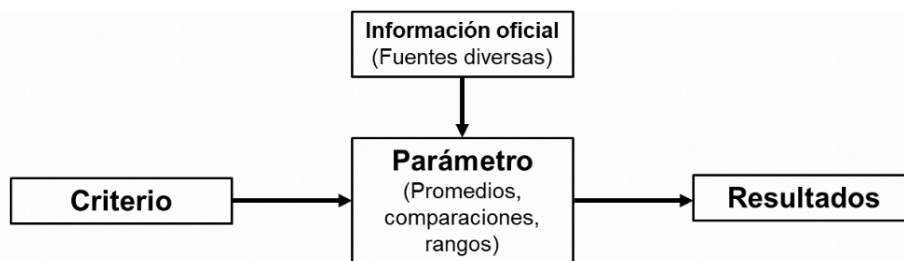 Información oficial
(Fuentes diversas)
Criterio
Parámetro
(Promedios,
comparaciones,
rangos)
Resultados